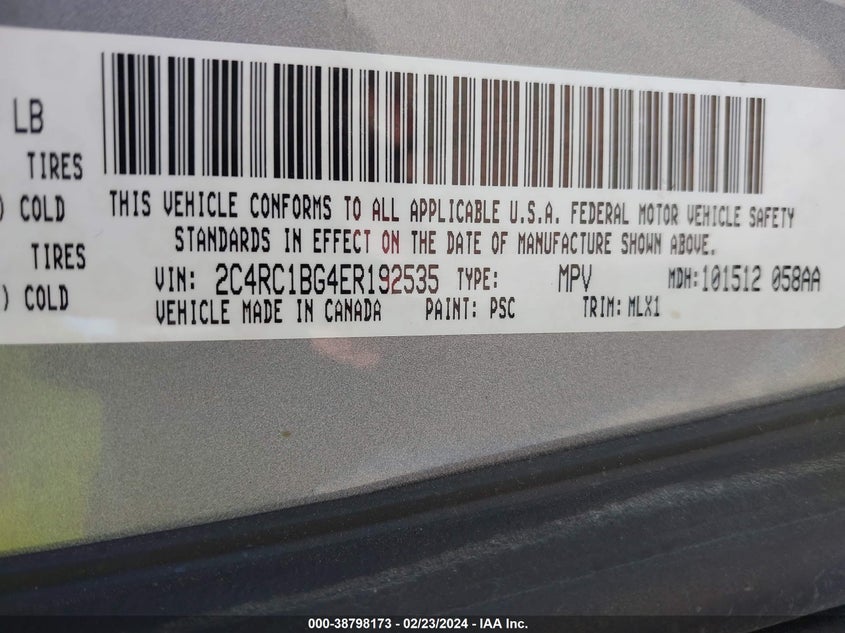 LB
TIRES
) COLD
TIRES
) COLD
THIS VEHICLE CONFORMS TO ALL APPLICABLE U.S.A. FEDERAL MOTOR VEHICLE SAFETY
STANDARDS IN EFFECT ON THE DATE OF MANUFACTURE SHOWN ABOVE.
VIN: 2C4RC1BG4ER192535 TYPE: MPV MDH:101512 058AA
VEHICLE MADE IN CANADA PAINT: PSC TRIM: MLX1
000-38798173 - 02/23/2024 - IAA Inc.